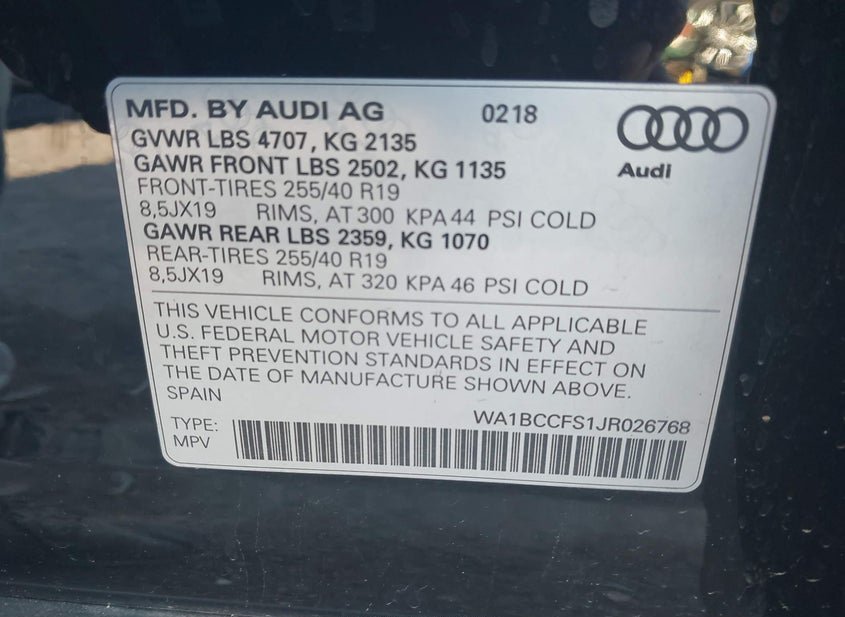 MFD. BY AUDI AG 0218
GVWR LBS 4707, KG 2135
GAWR FRONT LBS 2502, KG 1135
Audi
FRONT-TIRES 255/40 R19
8,5JX19 RIMS, AT 300 KPA 44 PSI COLD
GAWR REAR LBS 2359, KG 1070
REAR-TIRES 255/40 R19
8,5JX19 RIMS, AT 320 KPA 46 PSI COLD
THIS VEHICLE CONFORMS TO ALL APPLICABLE
U.S. FEDERAL MOTOR VEHICLE SAFETY AND
THEFT PREVENTION STANDARDS IN EFFECT ON
THE DATE OF MANUFACTURE SHOWN ABOVE.
SPAIN
WA1BCCFS1JR026768
TYPE:
MPV